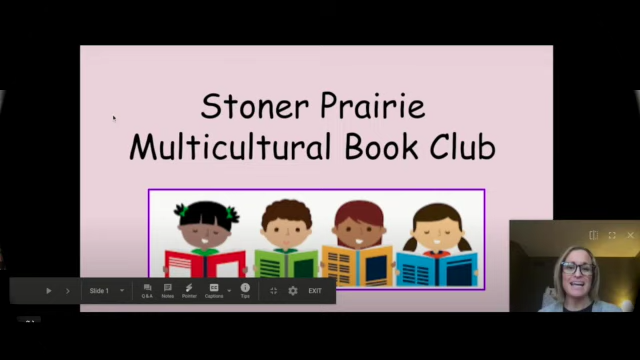 Stoner Prairie
Multicultural Book Club
Slide 1
Q & A
Notes
Pointer
Captions
Tips
EXIT